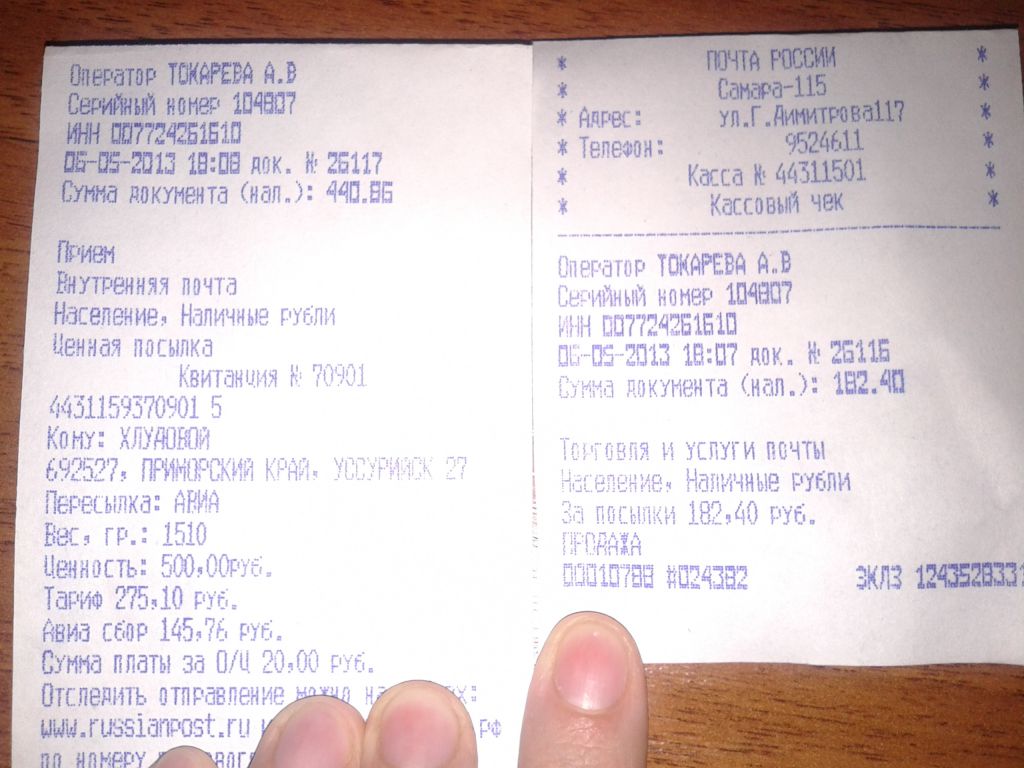 Оператор ТОКАРЕВА А.В
Серийный номер 104807
ИНН 007724261610
06-05-2013 18:08 док. № 26117
Сумма документа (нал.): 440.86
Прием
Внутренняя почта
Население, Наличные рубли
Ценная посылка
Квитанция № 70901
4431159370901 5
Кому: ХЛУДОВОЙ
692527, ПРИМОРСКИЙ КРАЙ, УССУРИЙСК 27
Пересылка: АВИА
Вес, гр.: 1510
Ценность: 500,00руб.
Тариф 275,10 руб.
Авиа сбор 145,76 руб.
Сумма платы за О/Ц 20,00 руб.
Отследить отправление можно на
www.russianpost.ru
по номеру
* ПОЧТА РОССИИ *
* Самара-115 *
* Адрес: ул.Г.Димитрова117 *
* Телефон: 9524611 *
* Касса № 44311501 *
* Кассовый чек *
Оператор ТОКАРЕВА А.В
Серийный номер 104807
ИНН 007724261610
06-05-2013 18:07 док. № 26116
Сумма документа (нал.): 182.40
Торговля и услуги почты
Население, Наличные рубли
За посылки 182,40 руб.
ПРОДАЖА
00010788 #024382 ЭКЛЗ 1243528331